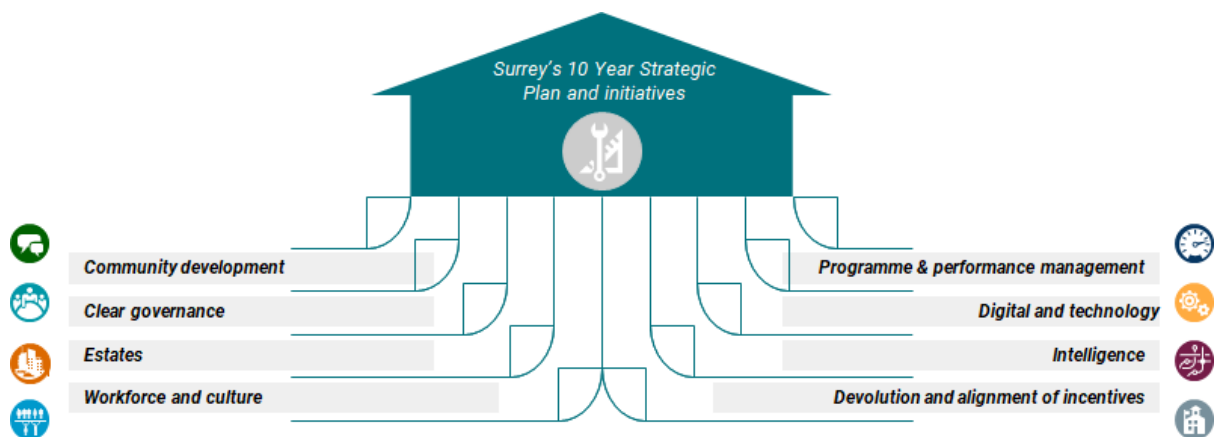 Surrey's 10 Year Strategic
Plan and initiatives
Community development
Clear governance
Estates
Workforce and culture
Programme & performance management
Digital and technology
Intelligence
Devolution and alignment of incentives